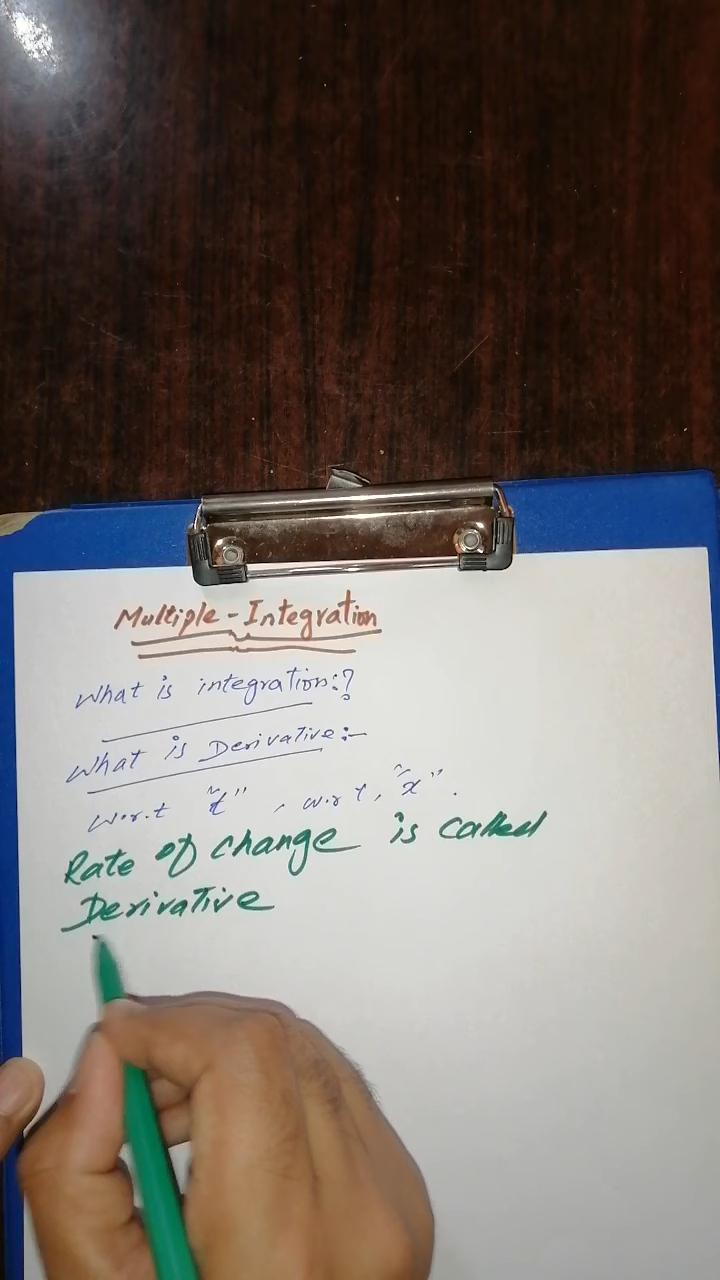 Multiple-Integration
What is integration:?
What is Derivative:-
w.r.t "t", w.r.t, "x".
Rate of change is called
Derivative